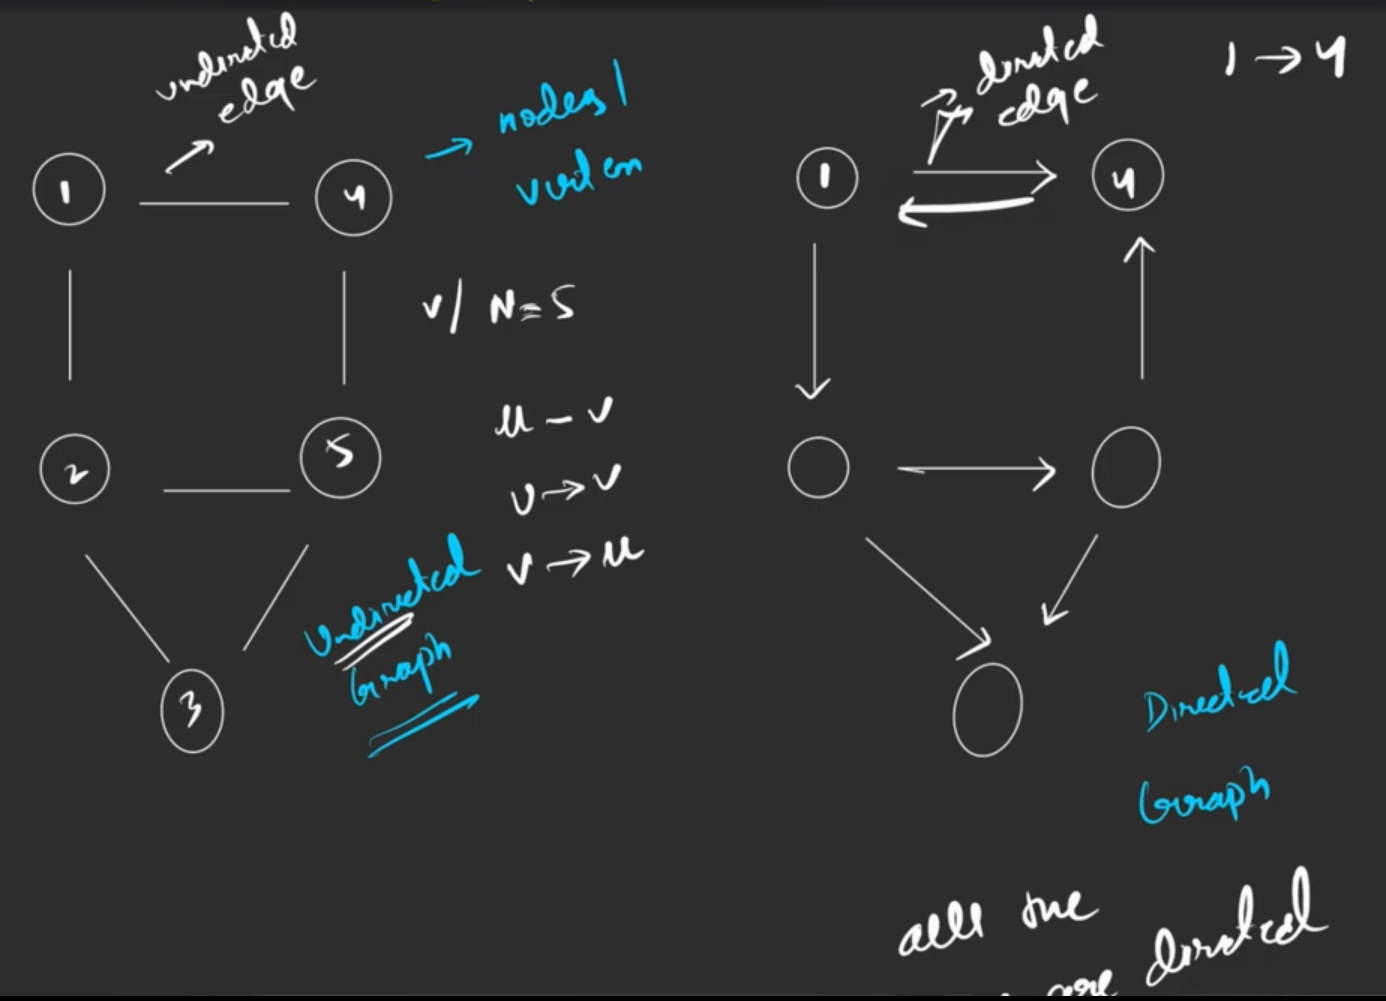 undirected
edge
nodes/
vertex
1
4
V/ N=5
2
5
u - v
u → v
v → u
Undirected
Graph
3
directed
edge
1 → 4
1
4
Directed
Graph
all the
are directed